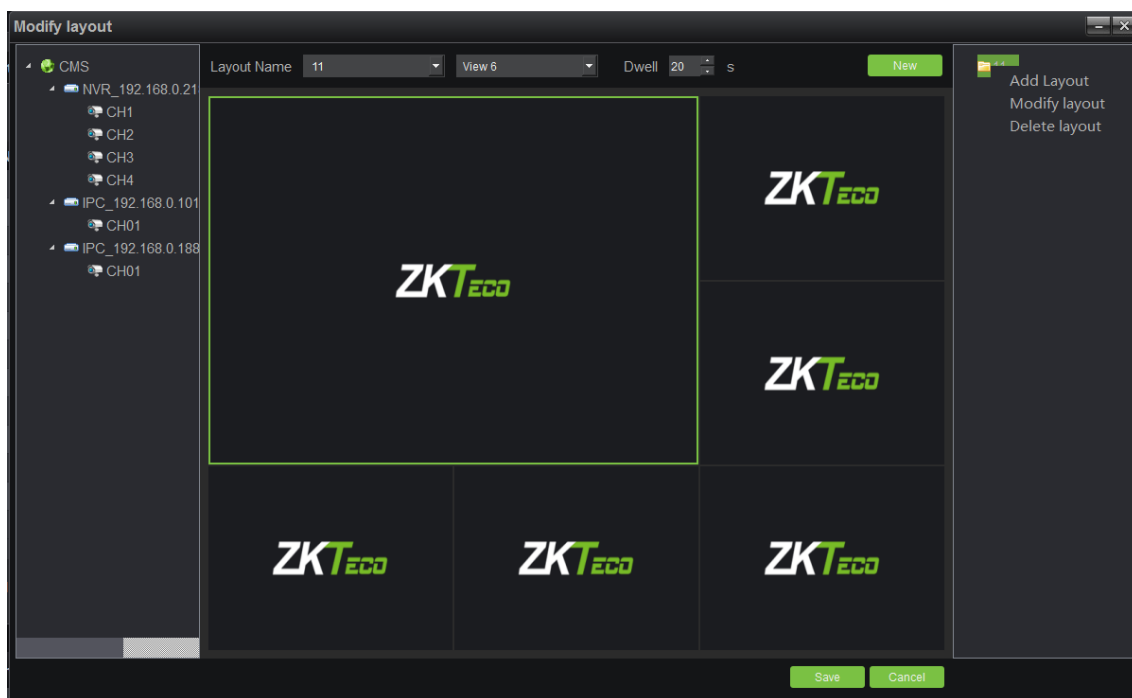 Modify layout
CMS
NVR_192.168.0.21
CH1
CH2
CH3
CH4
IPC_192.168.0.101
CH01
IPC_192.168.0.188
CH01
Layout Name 11 View 6 Dwell 20 s New
ZKTECO
ZKTECO
ZKTECO
ZKTECO ZKTECO ZKTECO
11
Add Layout
Modify layout
Delete layout
Save Cancel